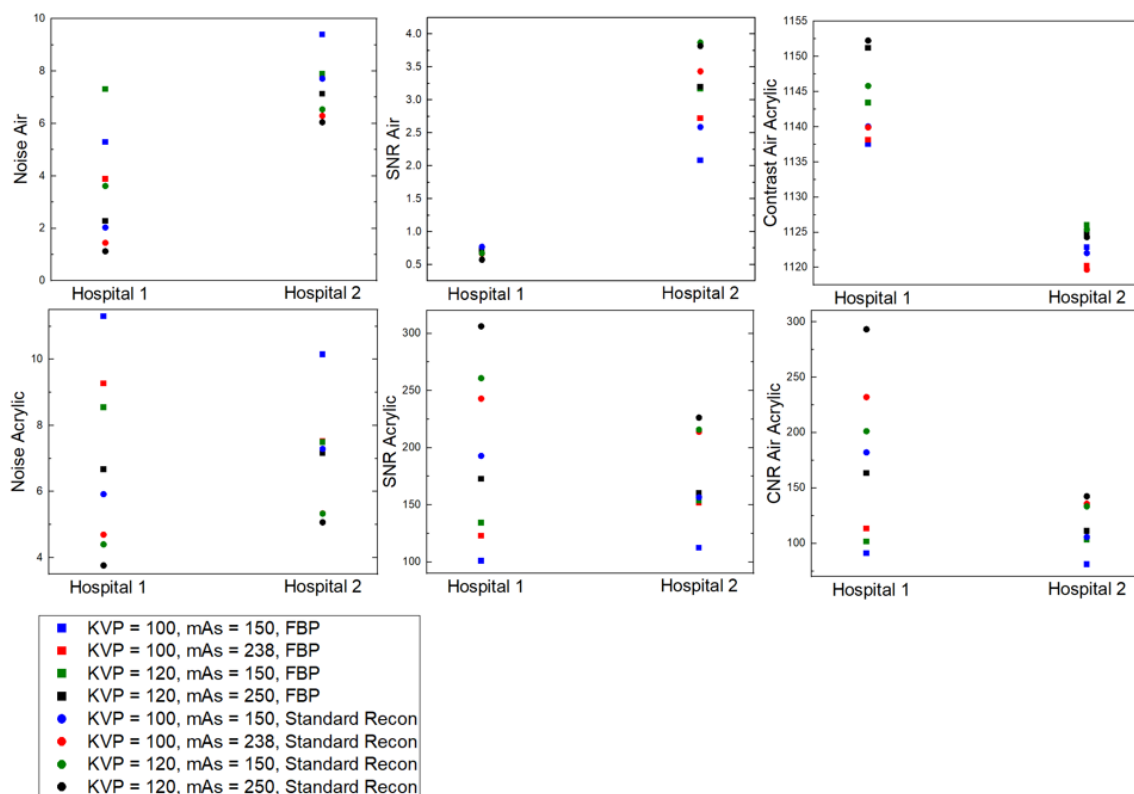 Noise Air
10
8
6
4
2
0
Hospital 1
Hospital 2
SNR Air
4.0
3.5
3.0
2.5
2.0
1.5
1.0
0.5
Hospital 1
Hospital 2
Contrast Air Acrylic
1155
1150
1145
1140
1135
1130
1125
1120
Hospital 1
Hospital 2
Noise Acrylic
10
8
6
4
Hospital 1
Hospital 2
SNR Acrylic
300
250
200
150
100
Hospital 1
Hospital 2
CNR Air Acrylic
300
250
200
150
100
Hospital 1
Hospital 2
KVP = 100, mAs = 150, FBP
KVP = 100, mAs = 238, FBP
KVP = 120, mAs = 150, FBP
KVP = 120, mAs = 250, FBP
KVP = 100, mAs = 150, Standard Recon
KVP = 100, mAs = 238, Standard Recon
KVP = 120, mAs = 150, Standard Recon
KVP = 120, mAs = 250, Standard Recon